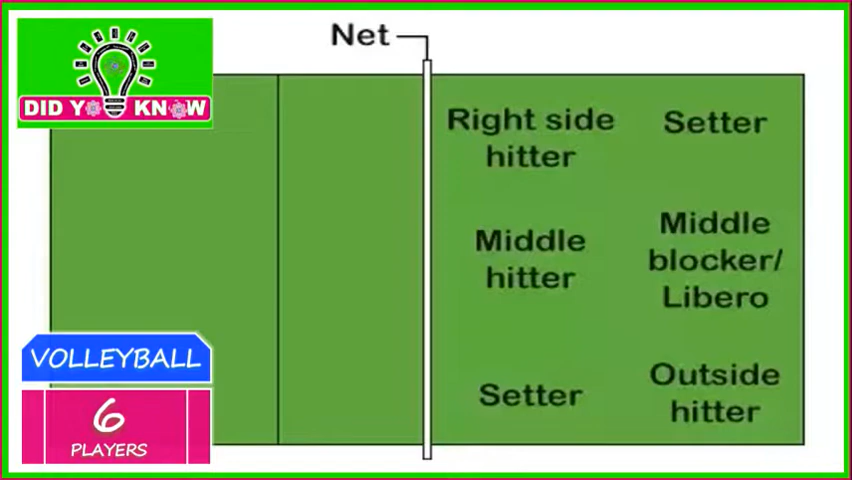 Net
DID YOU KNOW
Right side
hitter
Setter
Middle
hitter
Middle
blocker/
Libero
Setter
Outside
hitter
VOLLEYBALL
6
PLAYERS